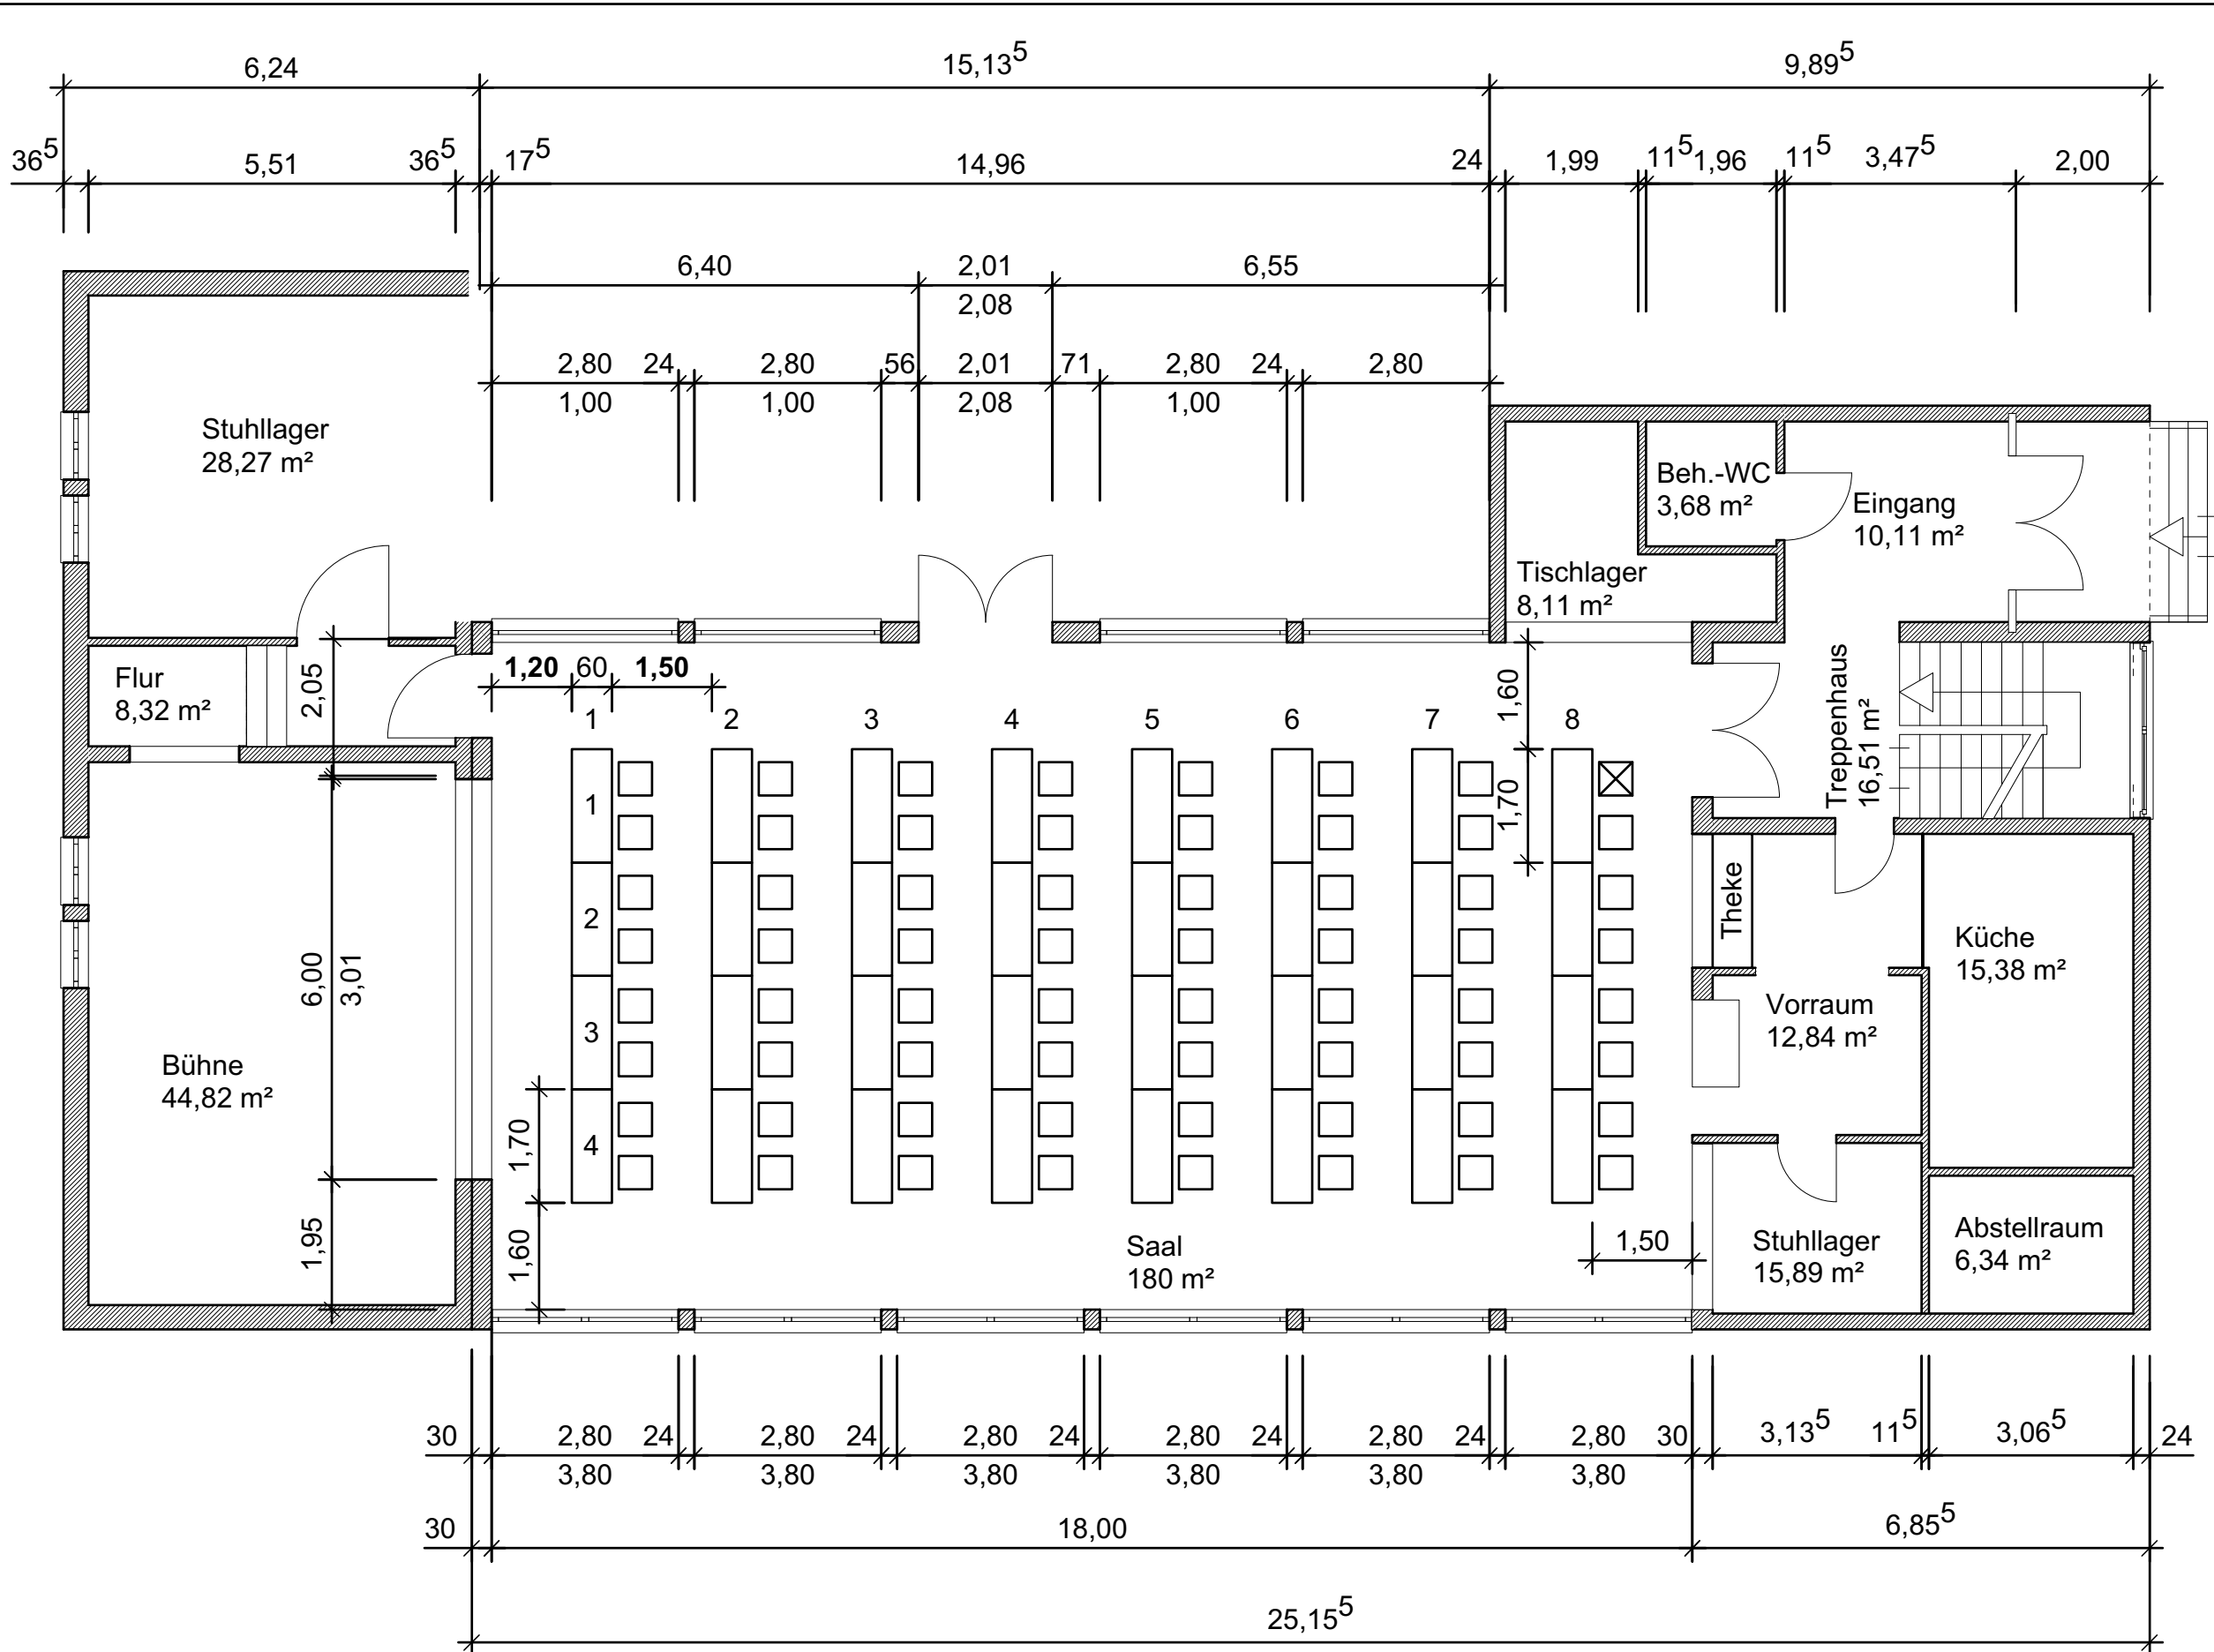 6,24 15,13⁵ 9,89⁵
36⁵ 5,51 36⁵ 17⁵ 14,96 24 1,99 11⁵ 1,96 11⁵ 3,47⁵ 2,00
6,40 2,01 6,55
2,08
2,80 24 2,80 56 2,01 71 2,80 24 2,80
1,00 1,00 2,08 1,00
Stuhllager
28,27 m²
Beh.-WC
3,68 m²
Eingang
10,11 m²
Tischlager
8,11 m²
Flur
8,32 m²
2,05
1,20 60 1,50
1,60
Treppenhaus
16,51 m²
1 2 3 4 5 6 7 8
1
2
3
4
1,70
Theke
Küche
15,38 m²
6,00
3,01
Vorraum
12,84 m²
Bühne
44,82 m²
1,70
1,95
1,60
Saal
180 m²
1,50
Stuhllager
15,89 m²
Abstellraum
6,34 m²
30 2,80 24 2,80 24 2,80 24 2,80 24 2,80 24 2,80 30 3,13⁵ 11⁵ 3,06⁵ 24
3,80 3,80 3,80 3,80 3,80 3,80
30 18,00 6,85⁵
25,15⁵